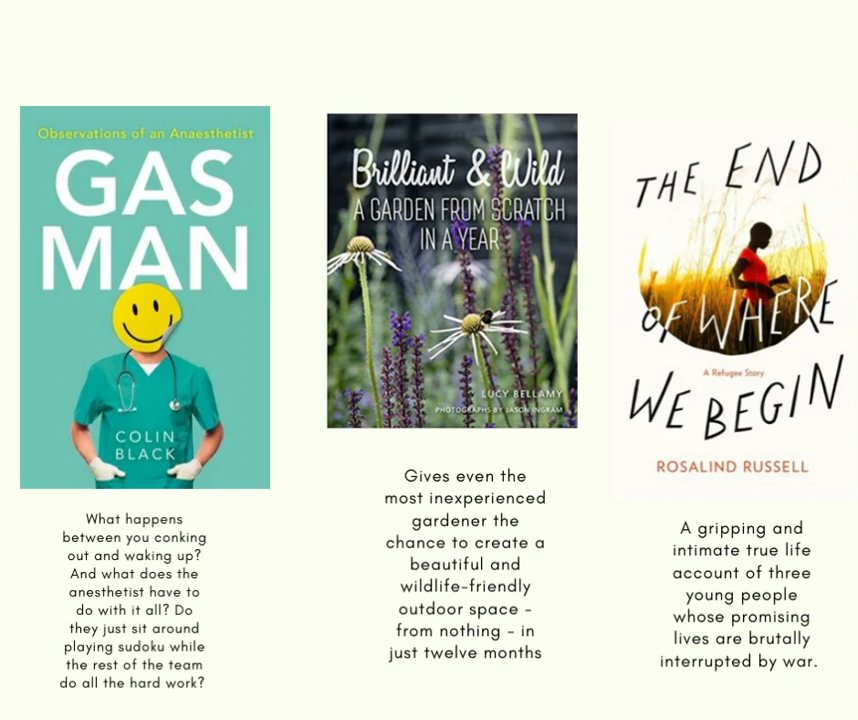 Observations of an Anaesthetist
GAS
MAN
COLIN
BLACK
What happens
between you conking
out and waking up?
And what does the
anesthetist have to
do with it all? Do
they just sit around
playing sudoku while
the rest of the team
do all the hard work?
Brilliant & Wild
A GARDEN FROM SCRATCH
IN A YEAR
LUCY BELLAMY
PHOTOGRAPHS BY JASON INGRAM
Gives even the
most inexperienced
gardener the
chance to create a
beautiful and
wildlife-friendly
outdoor space -
from nothing - in
just twelve months
THE END
OF WHERE
A Refugee Story
WE BEGIN
ROSALIND RUSSELL
A gripping and
intimate true life
account of three
young people
whose promising
lives are brutally
interrupted by war.